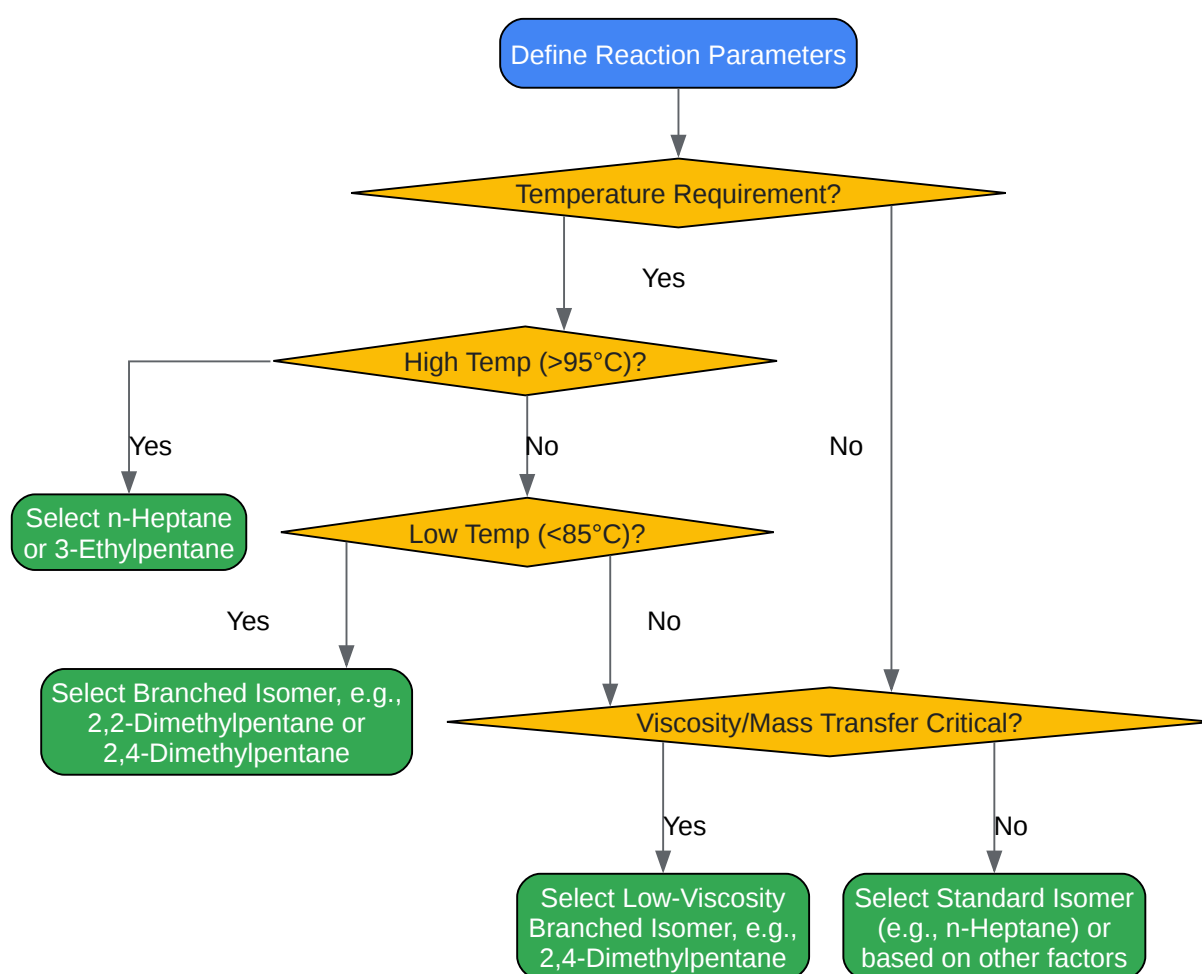 Define Reaction Parameters
Temperature Requirement?
Yes
High Temp (>95°C)?
Yes
No
No
Select n-Heptane
or 3-Ethylpentane
Low Temp (<85°C)?
Yes
No
Select Branched Isomer, e.g.,
2,2-Dimethylpentane or
2,4-Dimethylpentane
Viscosity/Mass Transfer Critical?
Yes
No
Select Low-Viscosity
Branched Isomer, e.g.,
2,4-Dimethylpentane
Select Standard Isomer
(e.g., n-Heptane) or
based on other factors